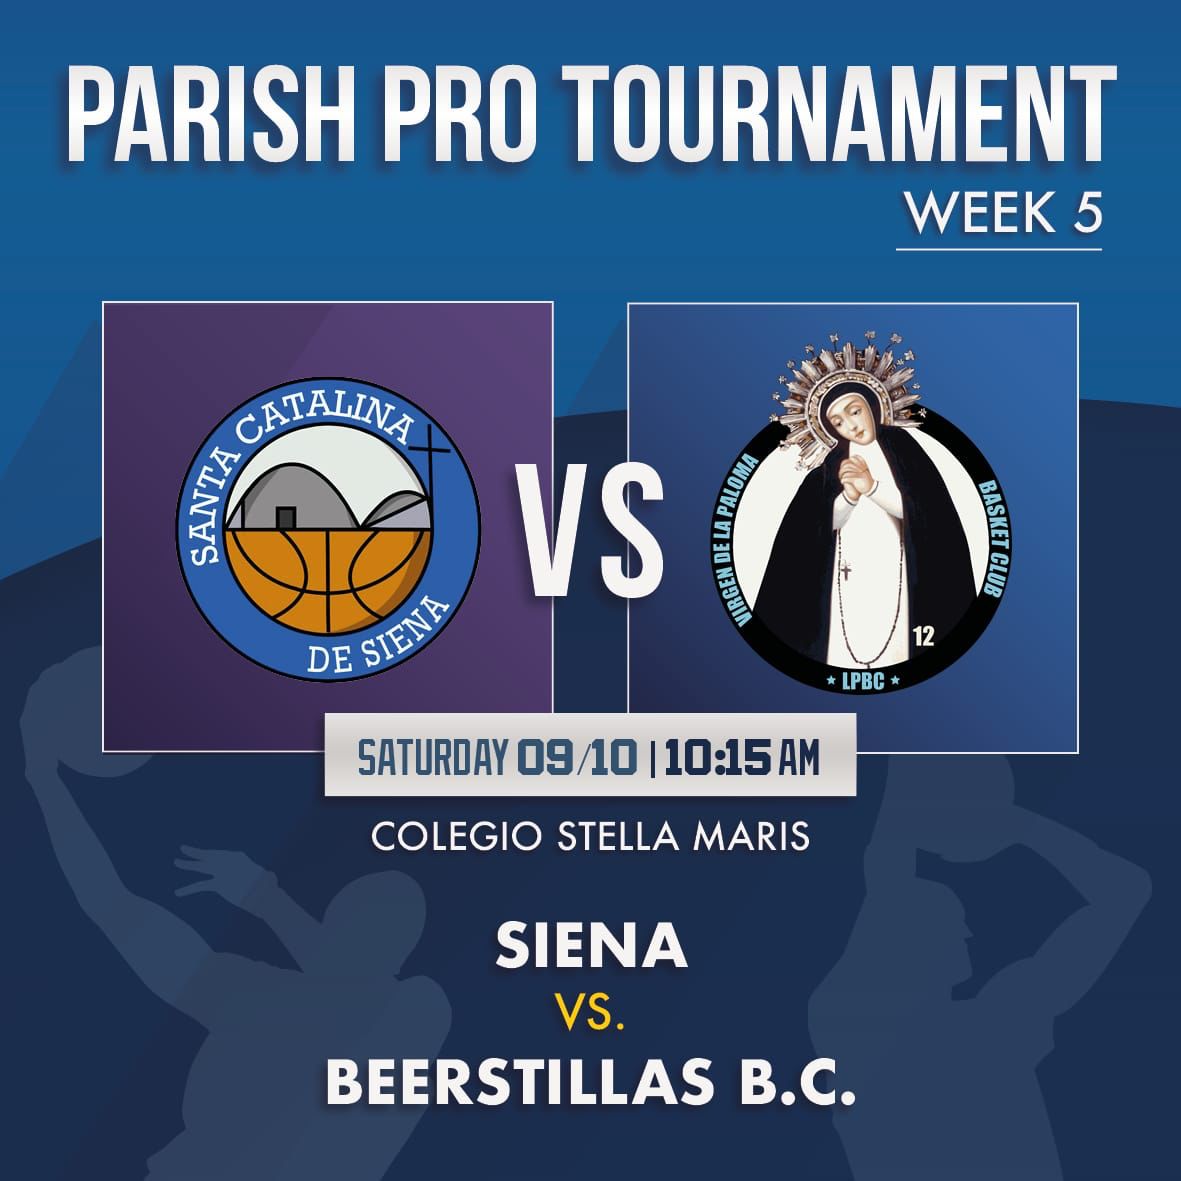 PARISH PRO TOURNAMENT
WEEK 5
SANTA CATALINA
DE SIENA
VS
VIRGEN DE LA PALOMA
BASKET CLUB
12
★ LPBC ★
SATURDAY 09/10 | 10:15 AM
COLEGIO STELLA MARIS
SIENA
VS.
BEERSTILLAS B.C.